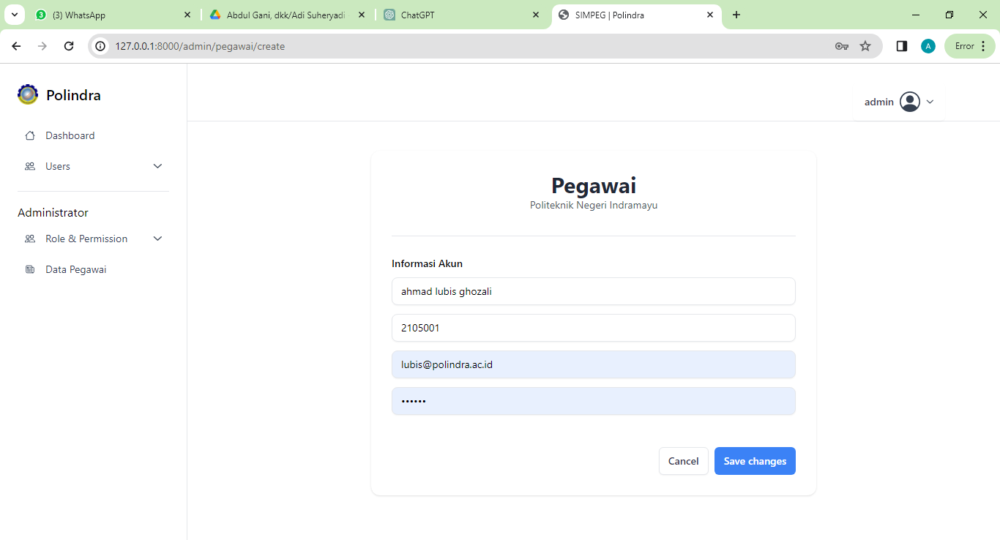 3 (3) WhatsApp
Abdul Gani, dkk/Adi Suheryadi
ChatGPT
SIMPEG | Polindra
127.0.0.1:8000/admin/pegawai/create
A
Error
Polindra
admin
Dashboard
Users
Administrator
Role & Permission
Data Pegawai
Pegawai
Politeknik Negeri Indramayu
Informasi Akun
ahmad lubis ghozali
2105001
lubis@polindra.ac.id
••••••
Cancel
Save changes